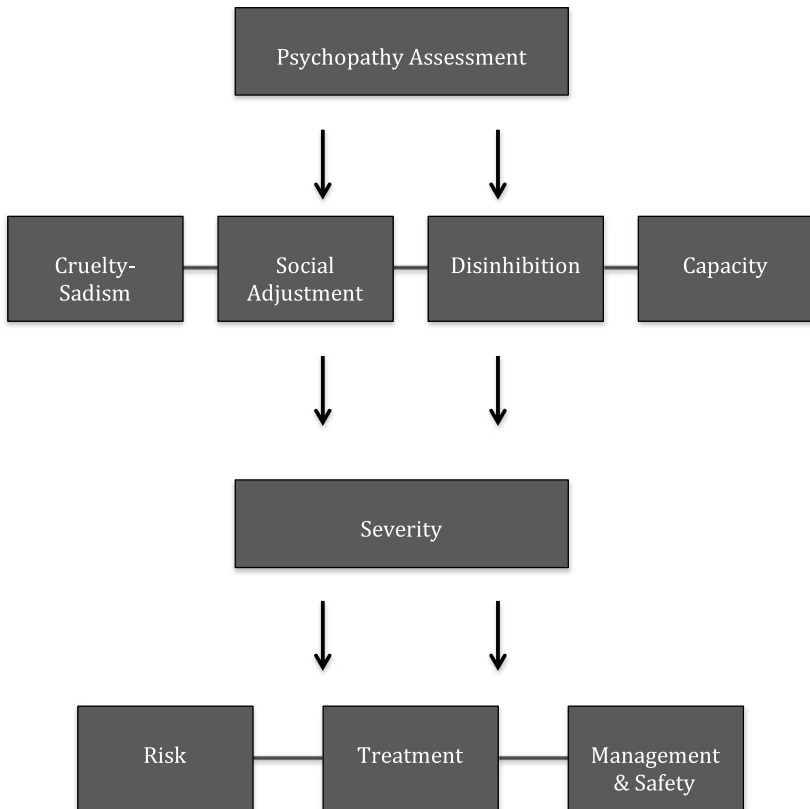 Psychopathy Assessment
Cruelty-
Sadism
Social
Adjustment
Disinhibition
Capacity
Severity
Risk
Treatment
Management
& Safety